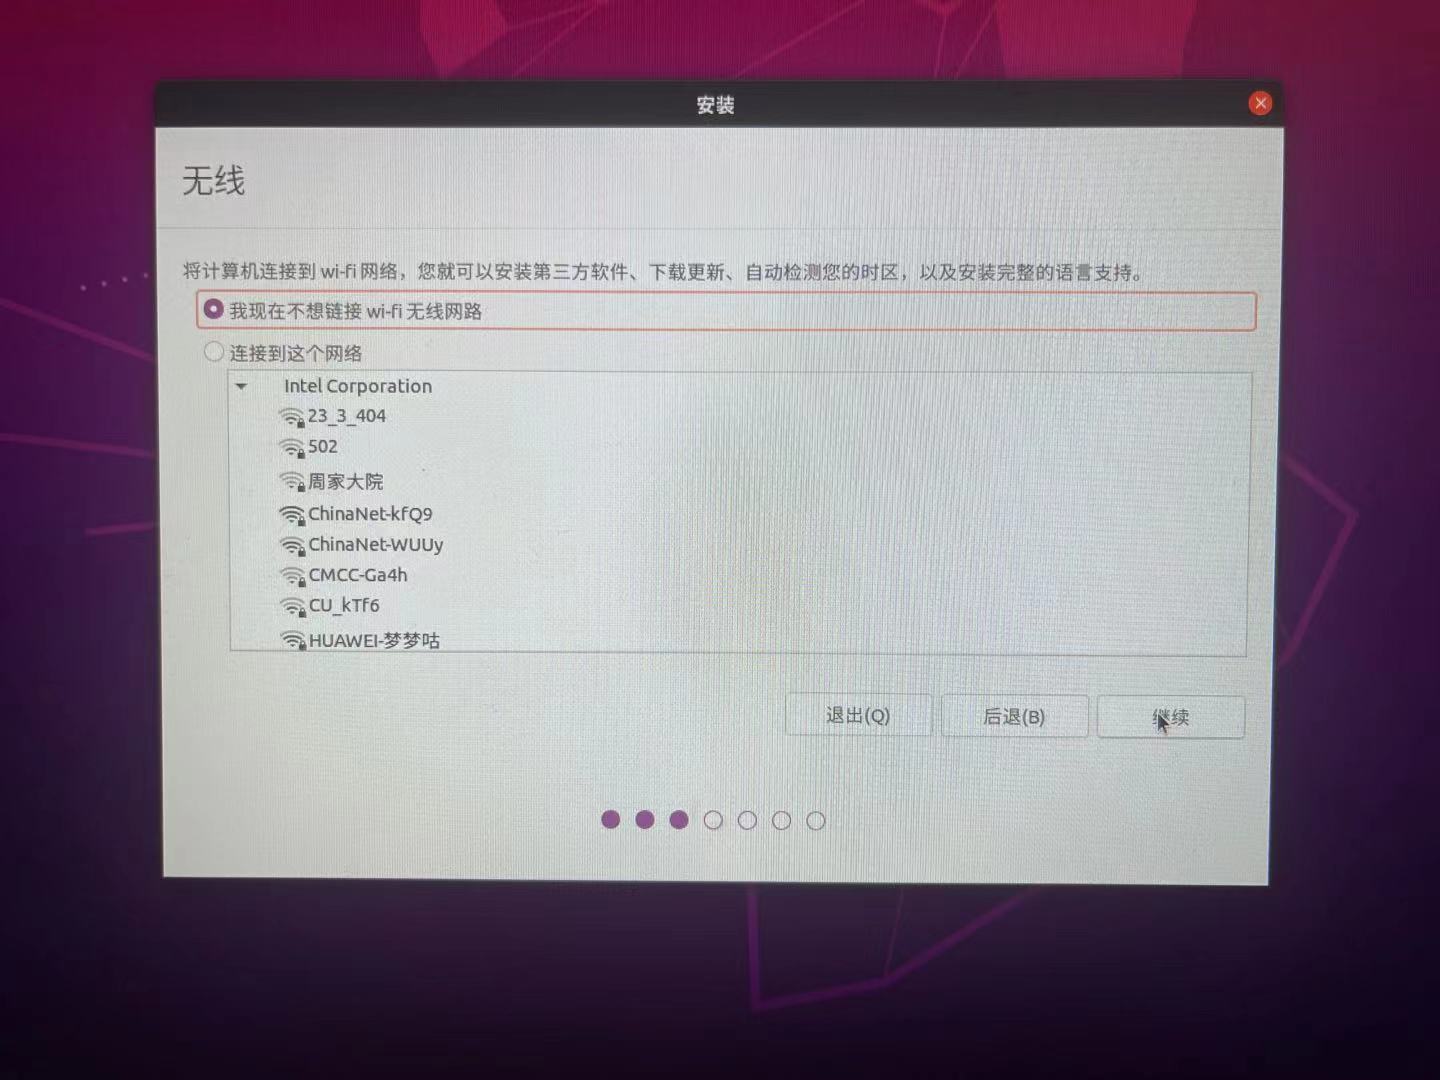 安装
无线
将计算机连接到 wi-fi 网络，您就可以安装第三方软件、下载更新、自动检测您的时区，以及安装完整的语言支持。
我现在不想链接 wi-fi 无线网路
连接到这个网络
Intel Corporation
23_3_404
502
周家大院
ChinaNet-kfQ9
ChinaNet-WUUy
CMCC-Ga4h
CU_kTf6
HUAWEI-梦梦咕
退出(Q) 后退(B) 继续